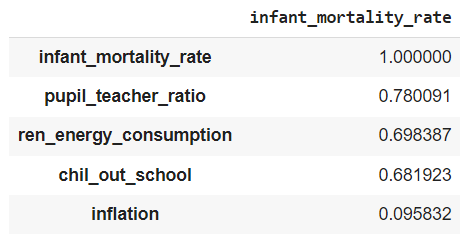 infant_mortality_rate
infant_mortality_rate 1.000000
pupil_teacher_ratio 0.780091
ren_energy_consumption 0.698387
chil_out_school 0.681923
inflation 0.095832